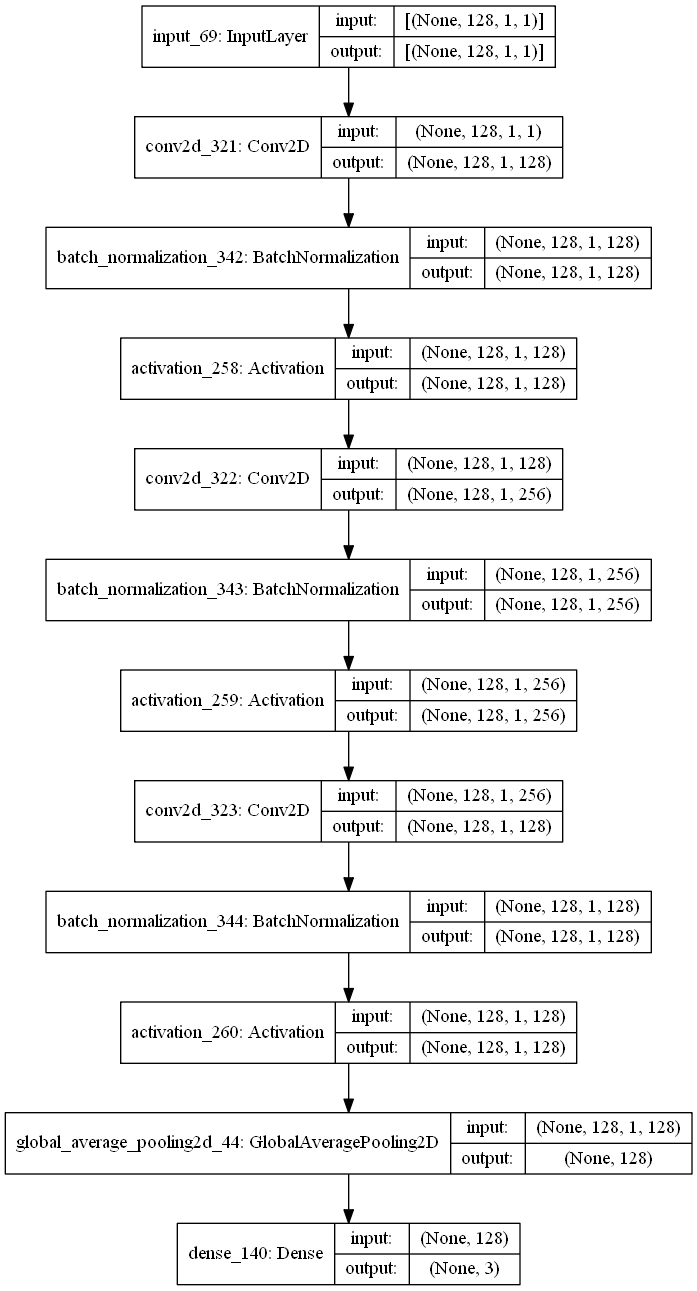 input_69: InputLayer
input: [(None, 128, 1, 1)]
output: [(None, 128, 1, 1)]
conv2d_321: Conv2D
input: (None, 128, 1, 1)
output: (None, 128, 1, 128)
batch_normalization_342: BatchNormalization
input: (None, 128, 1, 128)
output: (None, 128, 1, 128)
activation_258: Activation
input: (None, 128, 1, 128)
output: (None, 128, 1, 128)
conv2d_322: Conv2D
input: (None, 128, 1, 128)
output: (None, 128, 1, 256)
batch_normalization_343: BatchNormalization
input: (None, 128, 1, 256)
output: (None, 128, 1, 256)
activation_259: Activation
input: (None, 128, 1, 256)
output: (None, 128, 1, 256)
conv2d_323: Conv2D
input: (None, 128, 1, 256)
output: (None, 128, 1, 128)
batch_normalization_344: BatchNormalization
input: (None, 128, 1, 128)
output: (None, 128, 1, 128)
activation_260: Activation
input: (None, 128, 1, 128)
output: (None, 128, 1, 128)
global_average_pooling2d_44: GlobalAveragePooling2D
input: (None, 128, 1, 128)
output: (None, 128)
dense_140: Dense
input: (None, 128)
output: (None, 3)